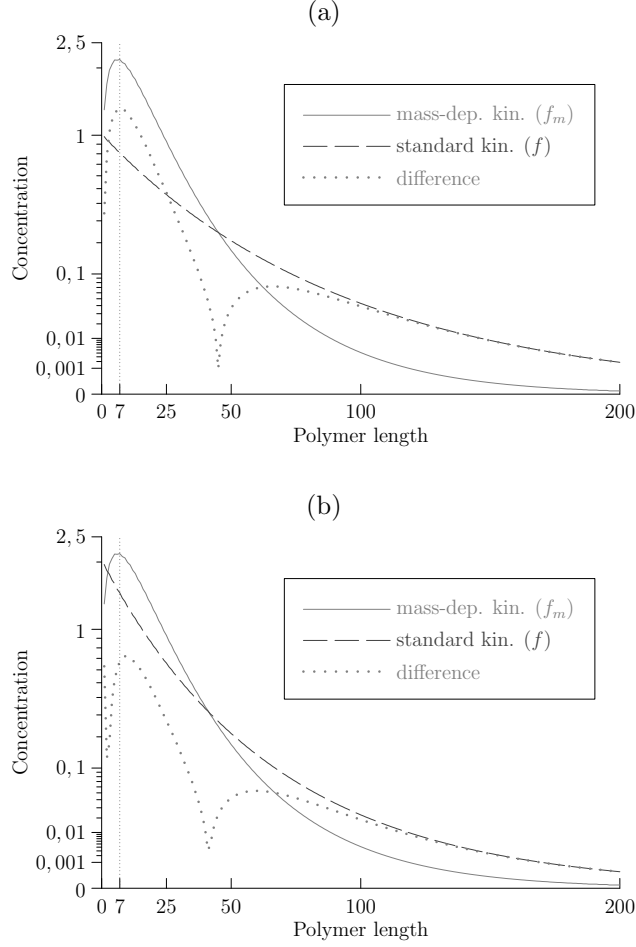 (a)
2, 5
1
0, 1
0, 01
0, 001
0
Concentration
mass-dep. kin. (fm)
standard kin. (f)
difference
0 7 25 50 100 200
Polymer length
(b)
2, 5
1
0, 1
0, 01
0, 001
0
Concentration
mass-dep. kin. (fm)
standard kin. (f)
difference
0 7 25 50 100 200
Polymer length